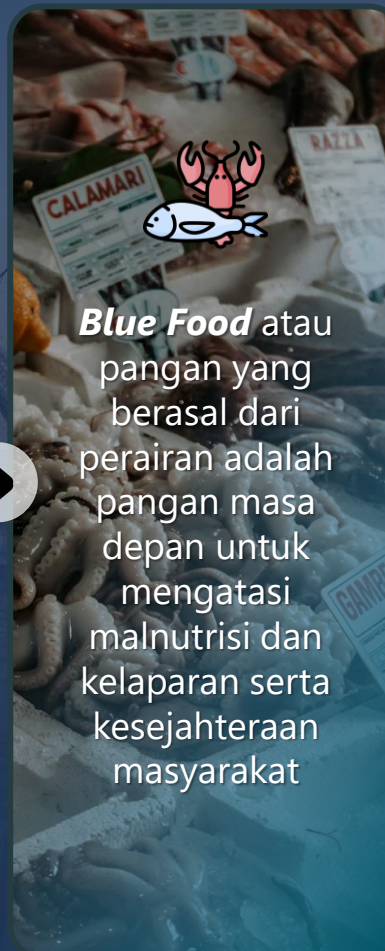 CALAMARI
RAZZA
Blue Food atau
pangan yang
berasal dari
perairan adalah
pangan masa
depan untuk
mengatasi
malnutrisi dan
kelaparan serta
kesejahteraan
masyarakat